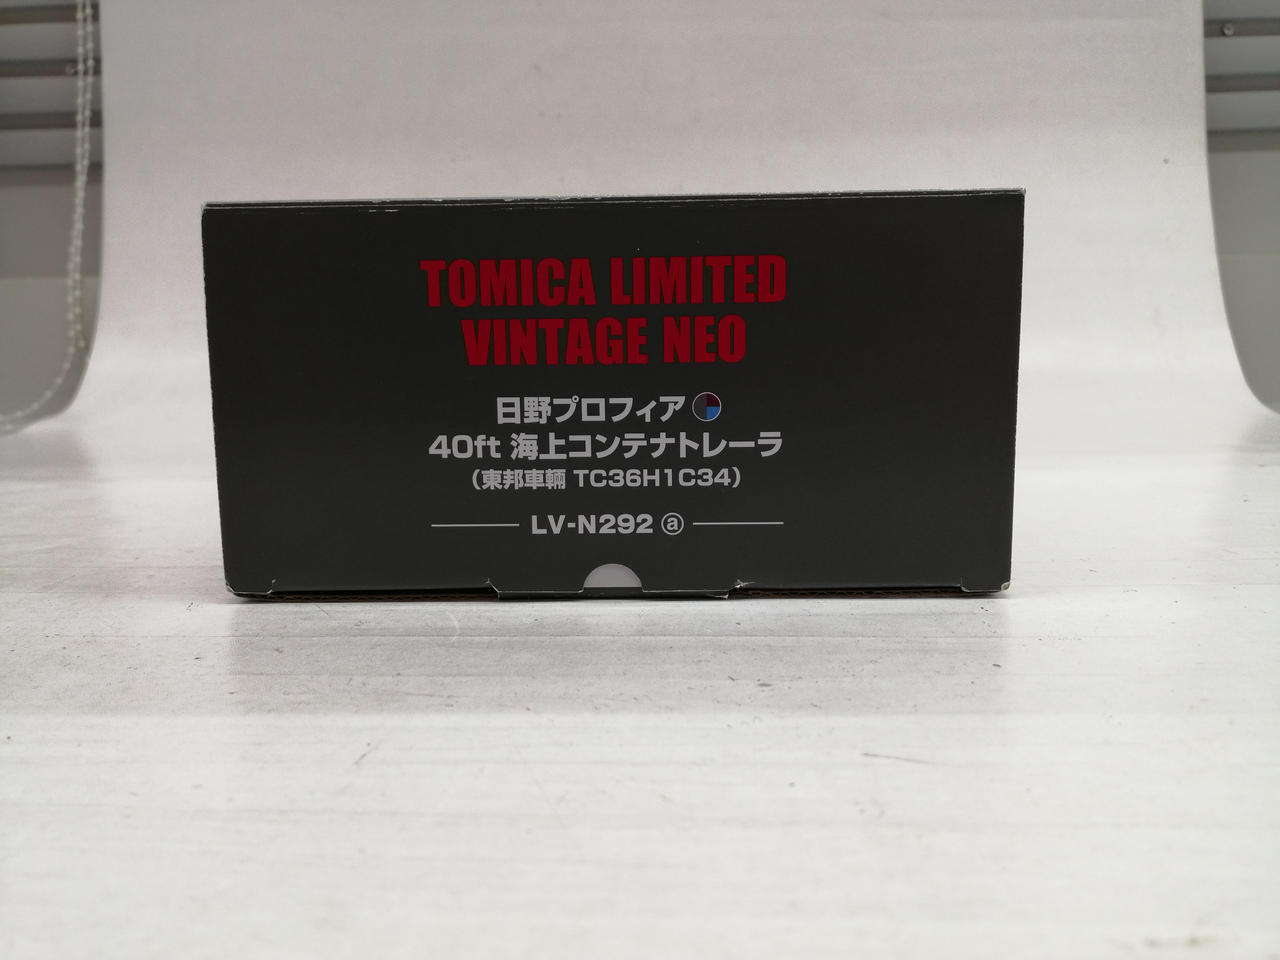 TOMICA LIMITED
VINTAGE NEO
日野プロフィア
40ft 海上コンテナトレーラ
（東邦車輛 TC36H1C34）
LV-N292 ⓐ